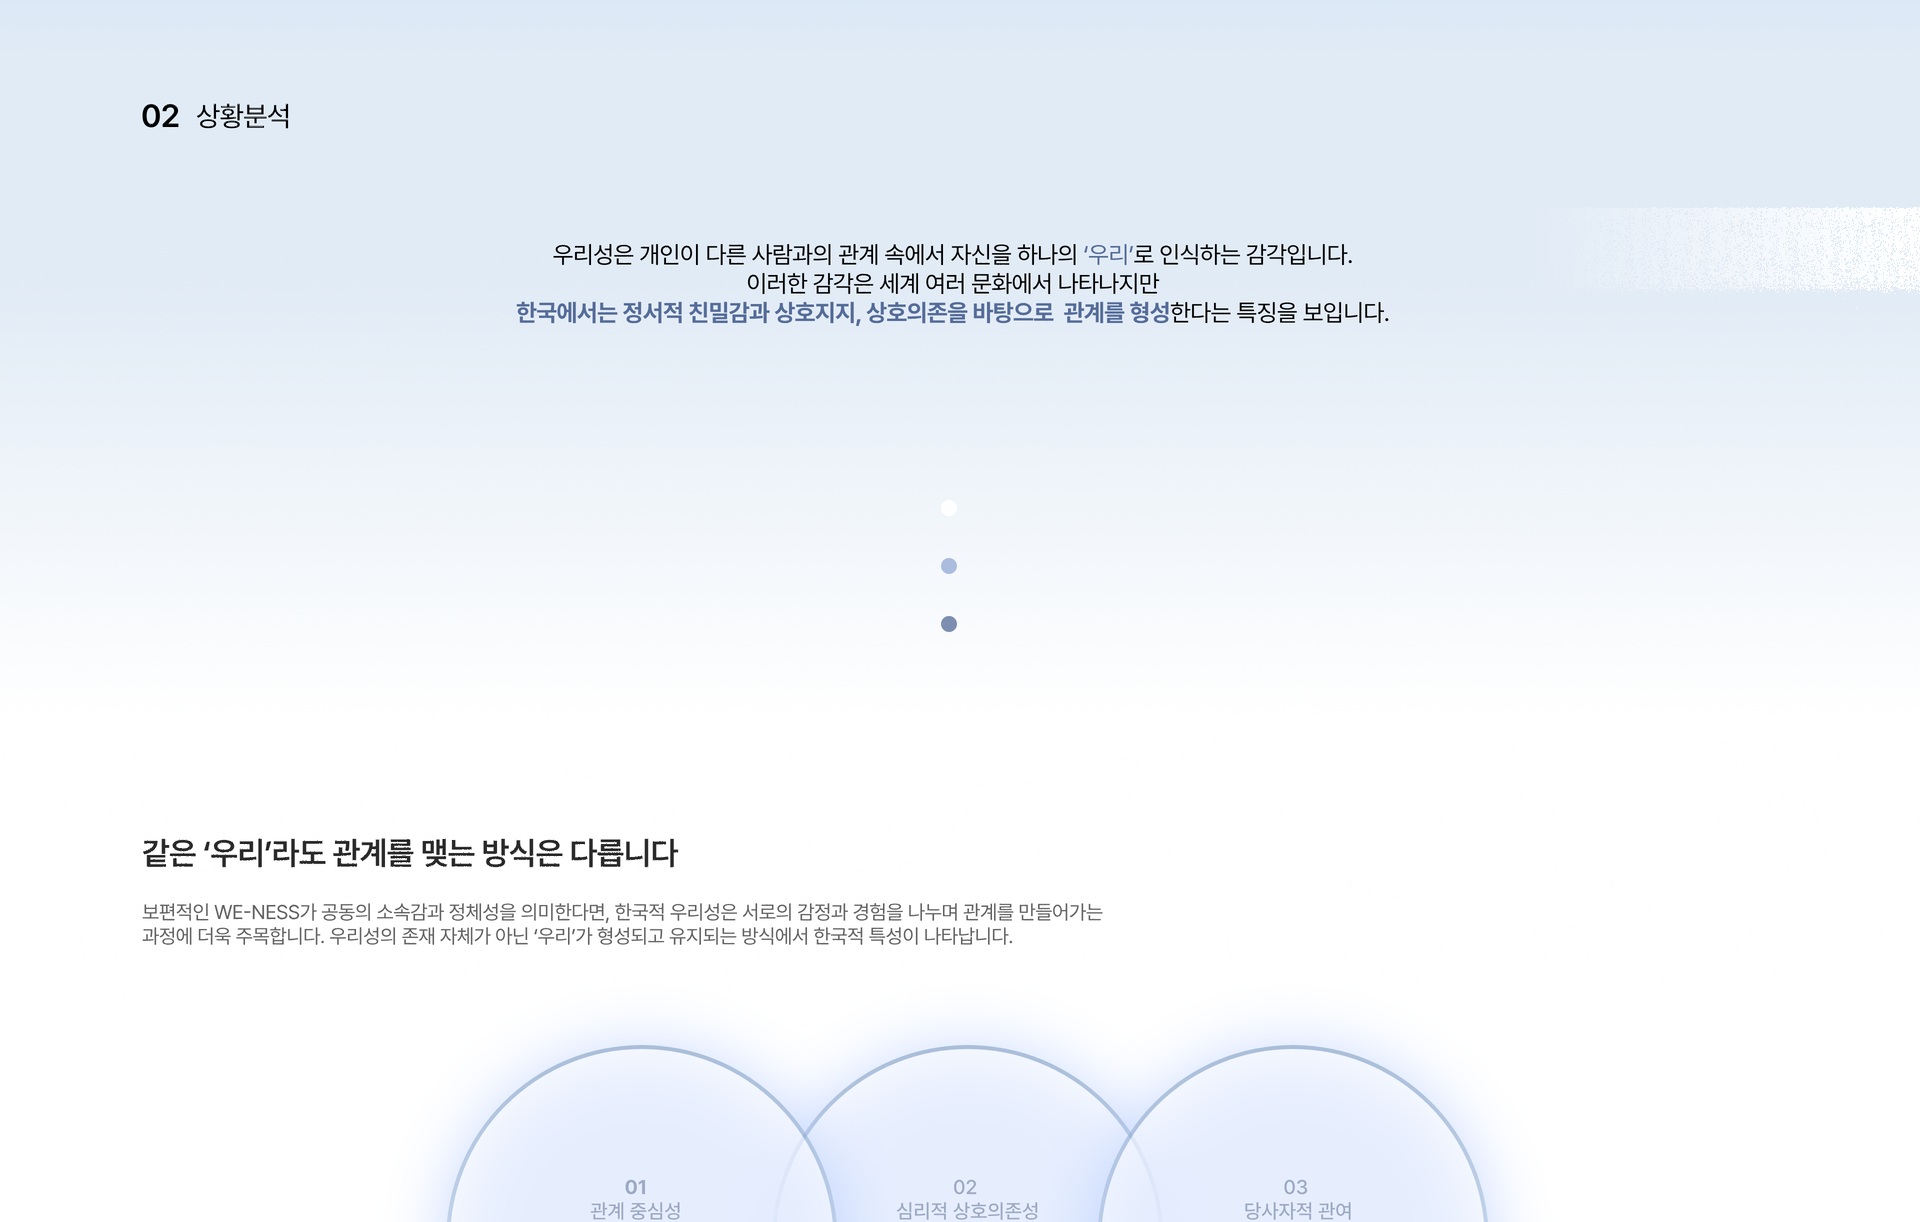 02 상황분석
우리성은 개인이 다른 사람과의 관계 속에서 자신을 하나의 ‘우리’로 인식하는 감각입니다.
이러한 감각은 세계 여러 문화에서 나타나지만
한국에서는 정서적 친밀감과 상호지지, 상호의존을 바탕으로 관계를 형성한다는 특징을 보입니다.
같은 ‘우리’라도 관계를 맺는 방식은 다릅니다
보편적인 WE-NESS가 공동의 소속감과 정체성을 의미한다면, 한국적 우리성은 서로의 감정과 경험을 나누며 관계를 만들어가는
과정에 더욱 주목합니다. 우리성의 존재 자체가 아닌 ‘우리’가 형성되고 유지되는 방식에서 한국적 특성이 나타납니다.
01
관계 중심성
02
심리적 상호의존성
03
당사자적 관여